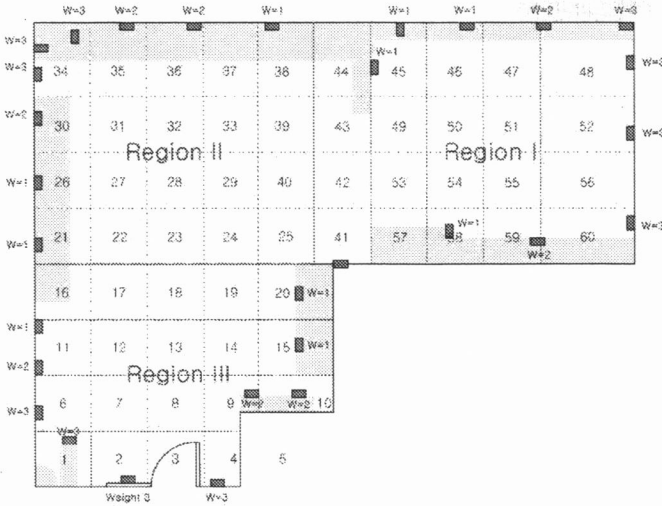 W=3 W=2 W=2 W=1 W=1 W=1 W=2 W=3
W=3 W=1 W=3
W=3 34 35 36 37 38 44 45 46 47 48
W=2 30 31 32 33 39 43 49 50 51 52 W=3
Region II Region I
W=1 26 27 28 29 40 42 53 54 55 56
W=1 21 22 23 24 25 41 57 58 W=1 59 60 W=3
W=2
16 17 18 19 20 W=1
W=1 11 12 13 14 15 W=1
W=2 Region III
W=3 6 7 8 9 W=2 W=2 10
W=3
1 2 3 4 5
Weight 3 W=3